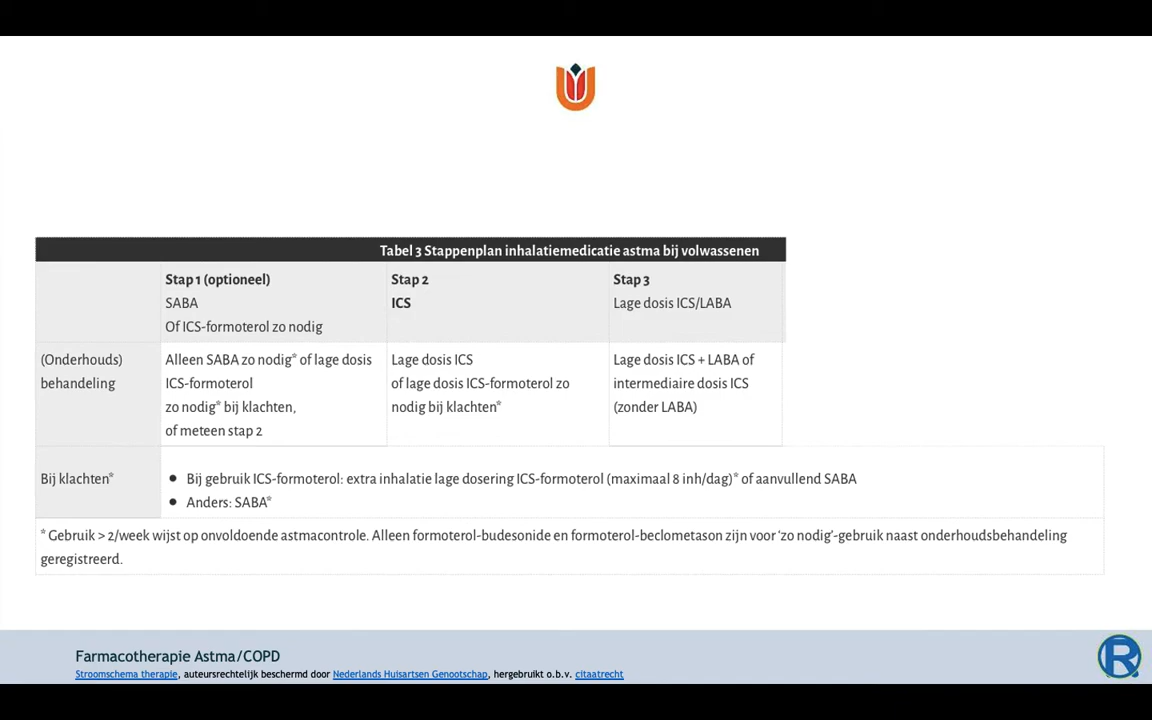 Tabel 3 Stappenplan inhalatiemedicatie astma bij volwassenen
Stap 1 (optioneel)
SABA
Of ICS-formoterol zo nodig
Stap 2
ICS
Stap 3
Lage dosis ICS/LABA
(Onderhouds)
behandeling
Alleen SABA zo nodig* of lage dosis
ICS-formoterol
zo nodig* bij klachten,
of meteen stap 2
Lage dosis ICS
of lage dosis ICS-formoterol zo
nodig bij klachten*
Lage dosis ICS + LABA of
intermediaire dosis ICS
(zonder LABA)
Bij klachten*
• Bij gebruik ICS-formoterol: extra inhalatie lage dosering ICS-formoterol (maximaal 8 inh/dag)* of aanvullend SABA
• Anders: SABA*
* Gebruik > 2/week wijst op onvoldoende astmacontrole. Alleen formoterol-budesonide en formoterol-beclometason zijn voor ‘zo nodig’-gebruik naast onderhoudsbehandeling
geregistreerd.
Farmacotherapie Astma/COPD
Stroomschema therapie, auteursrechtelijk beschermd door Nederlands Huisartsen Genootschap, hergebruikt o.b.v. citaatrecht
R